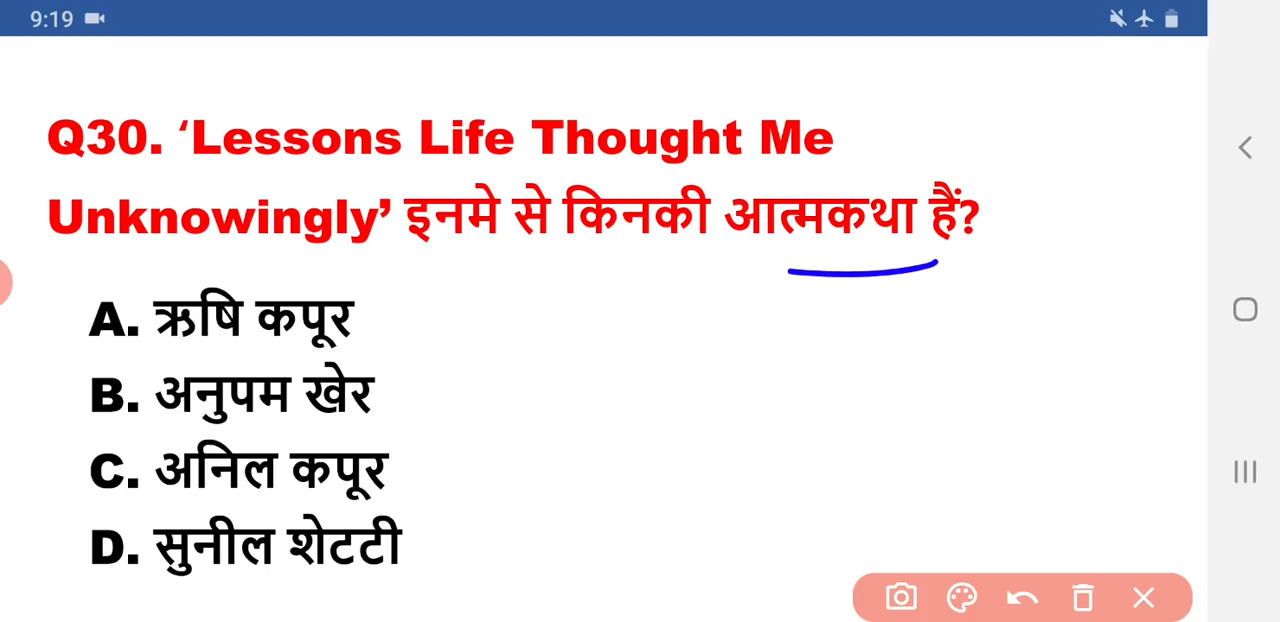 9:19
Q30. ‘Lessons Life Thought Me
Unknowingly’ इनमे से किनकी आत्मकथा हैं?
A. ऋषि कपूर
B. अनुपम खेर
C. अनिल कपूर
D. सुनील शेटटी